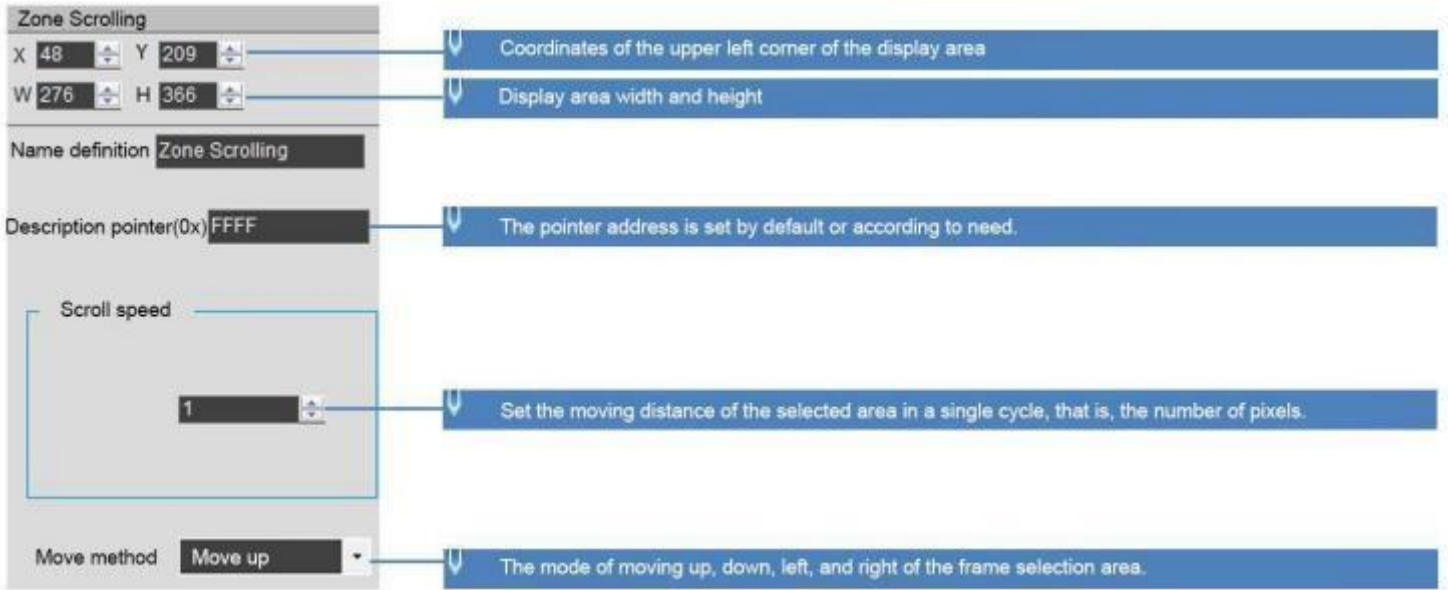 Zone Scrolling
X 48 Y 209
Coordinates of the upper left corner of the display area
W 276 H 366
Display area width and height
Name definition Zone Scrolling
Description pointer(0x) FFFF
The pointer address is set by default or according to need.
Scroll speed
1
Set the moving distance of the selected area in a single cycle, that is, the number of pixels.
Move method Move up
The mode of moving up, down, left, and right of the frame selection area.